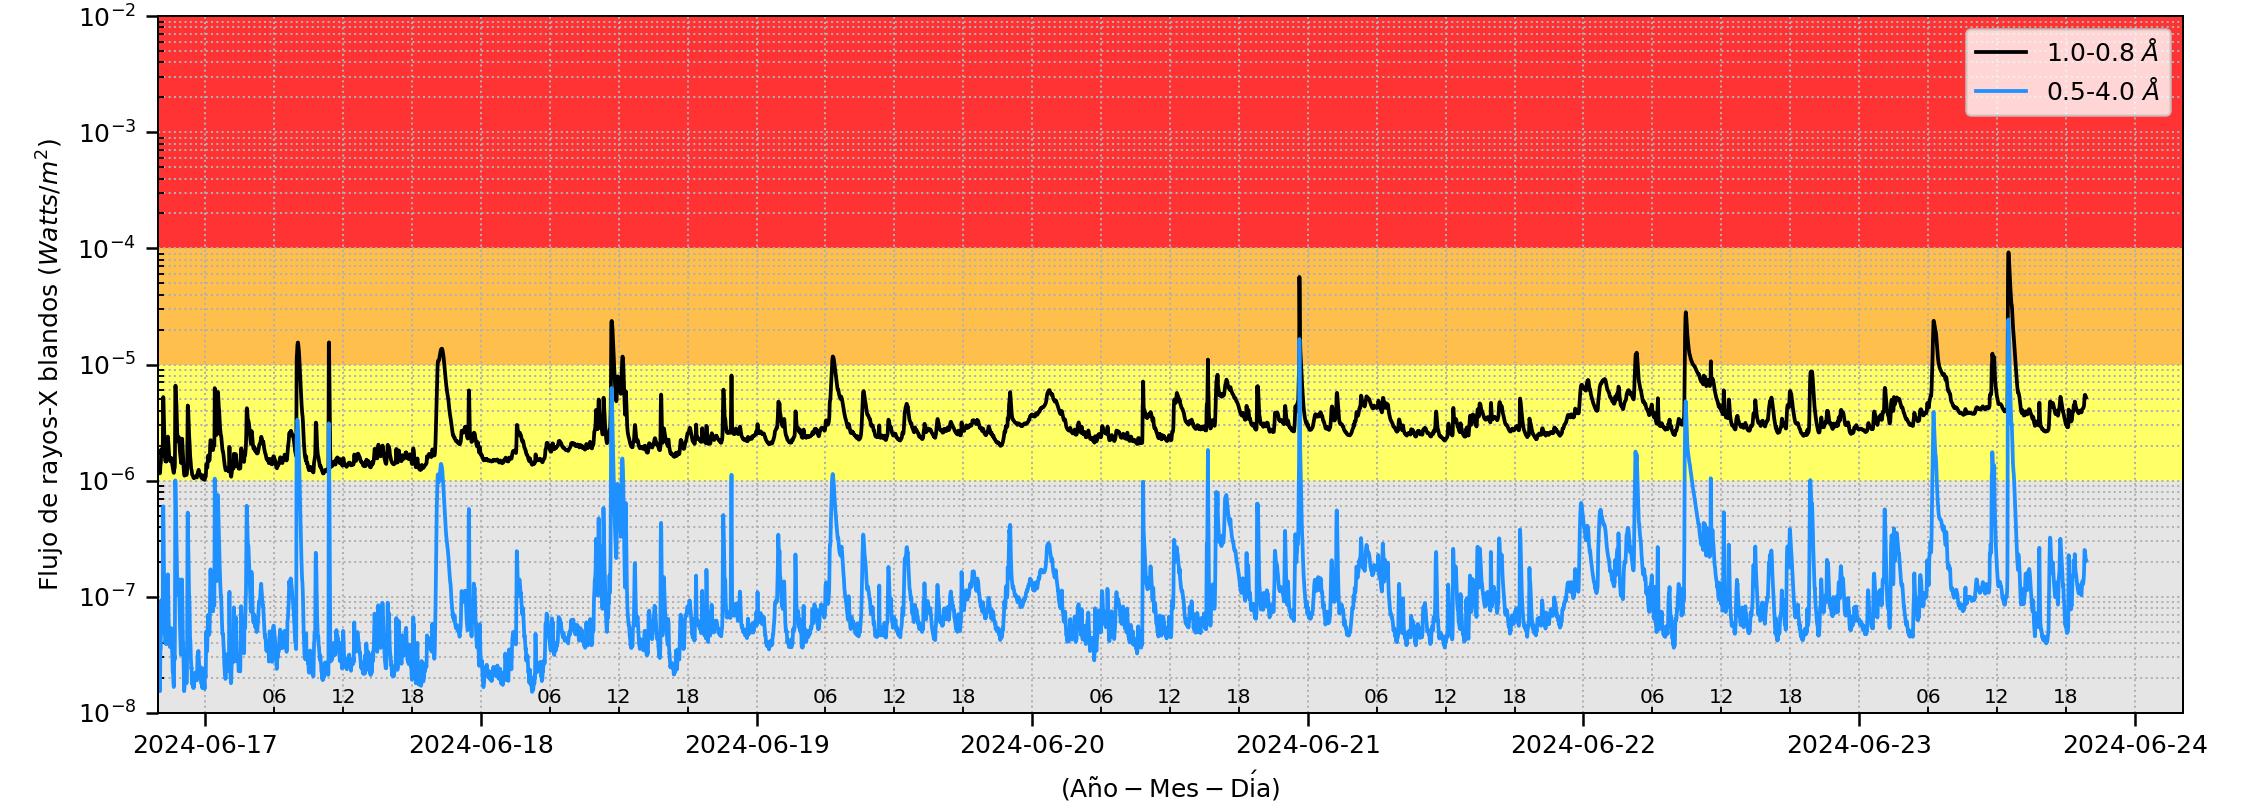 10⁻²
10⁻³
10⁻⁴
10⁻⁵
10⁻⁶
10⁻⁷
10⁻⁸
Flujo de rayos-X blandos (Watts/m²)
1.0-0.8 Å
0.5-4.0 Å
06 12 18 06 12 18 06 12 18 06 12 18 06 12 18 06 12 18 06 12 18
2024-06-17 2024-06-18 2024-06-19 2024-06-20 2024-06-21 2024-06-22 2024-06-23 2024-06-24
(Año − Mes − Día)